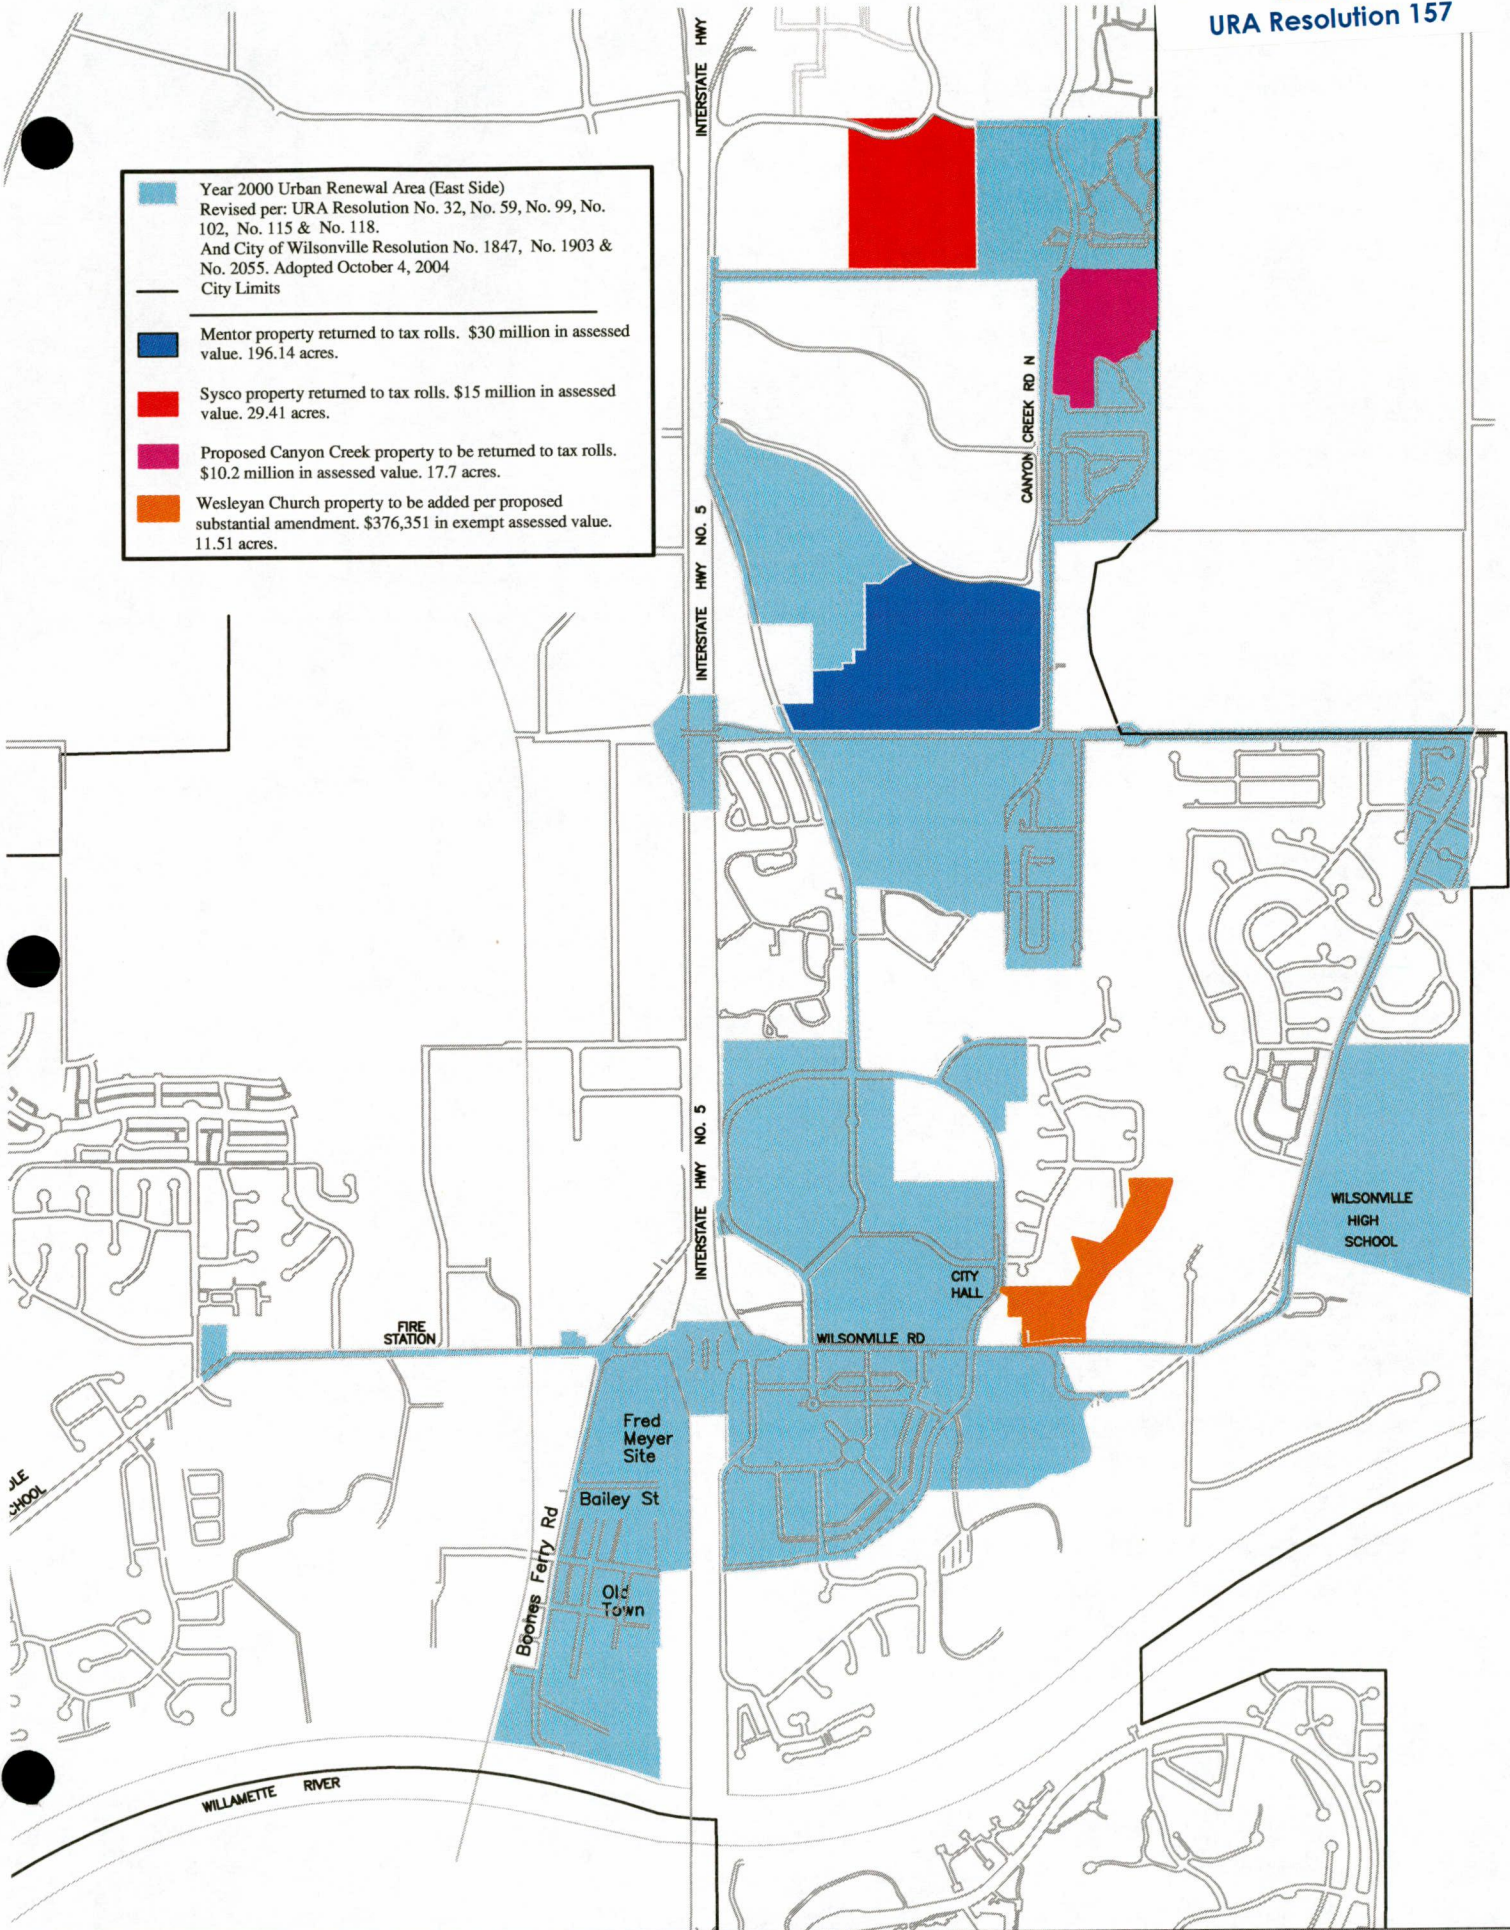 URA Resolution 157
INTERSTATE HWY
Year 2000 Urban Renewal Area (East Side)
Revised per: URA Resolution No. 32, No. 59, No. 99, No.
102, No. 115 & No. 118.
And City of Wilsonville Resolution No. 1847, No. 1903 &
No. 2055. Adopted October 4, 2004
City Limits
Mentor property returned to tax rolls. $30 million in assessed
value. 196.14 acres.
Sysco property returned to tax rolls. $15 million in assessed
value. 29.41 acres.
Proposed Canyon Creek property to be returned to tax rolls.
$10.2 million in assessed value. 17.7 acres.
Wesleyan Church property to be added per proposed
substantial amendment. $376,351 in exempt assessed value.
11.51 acres.
CANYON CREEK RD N
INTERSTATE HWY NO. 5
INTERSTATE HWY NO. 5
WILSONVILLE
HIGH
SCHOOL
CITY
HALL
FIRE
STATION
WILSONVILLE RD
Fred
Meyer
Site
Bailey St
Boones Ferry Rd
Old
Town
DLE
CHOOL
WILLAMETTE RIVER